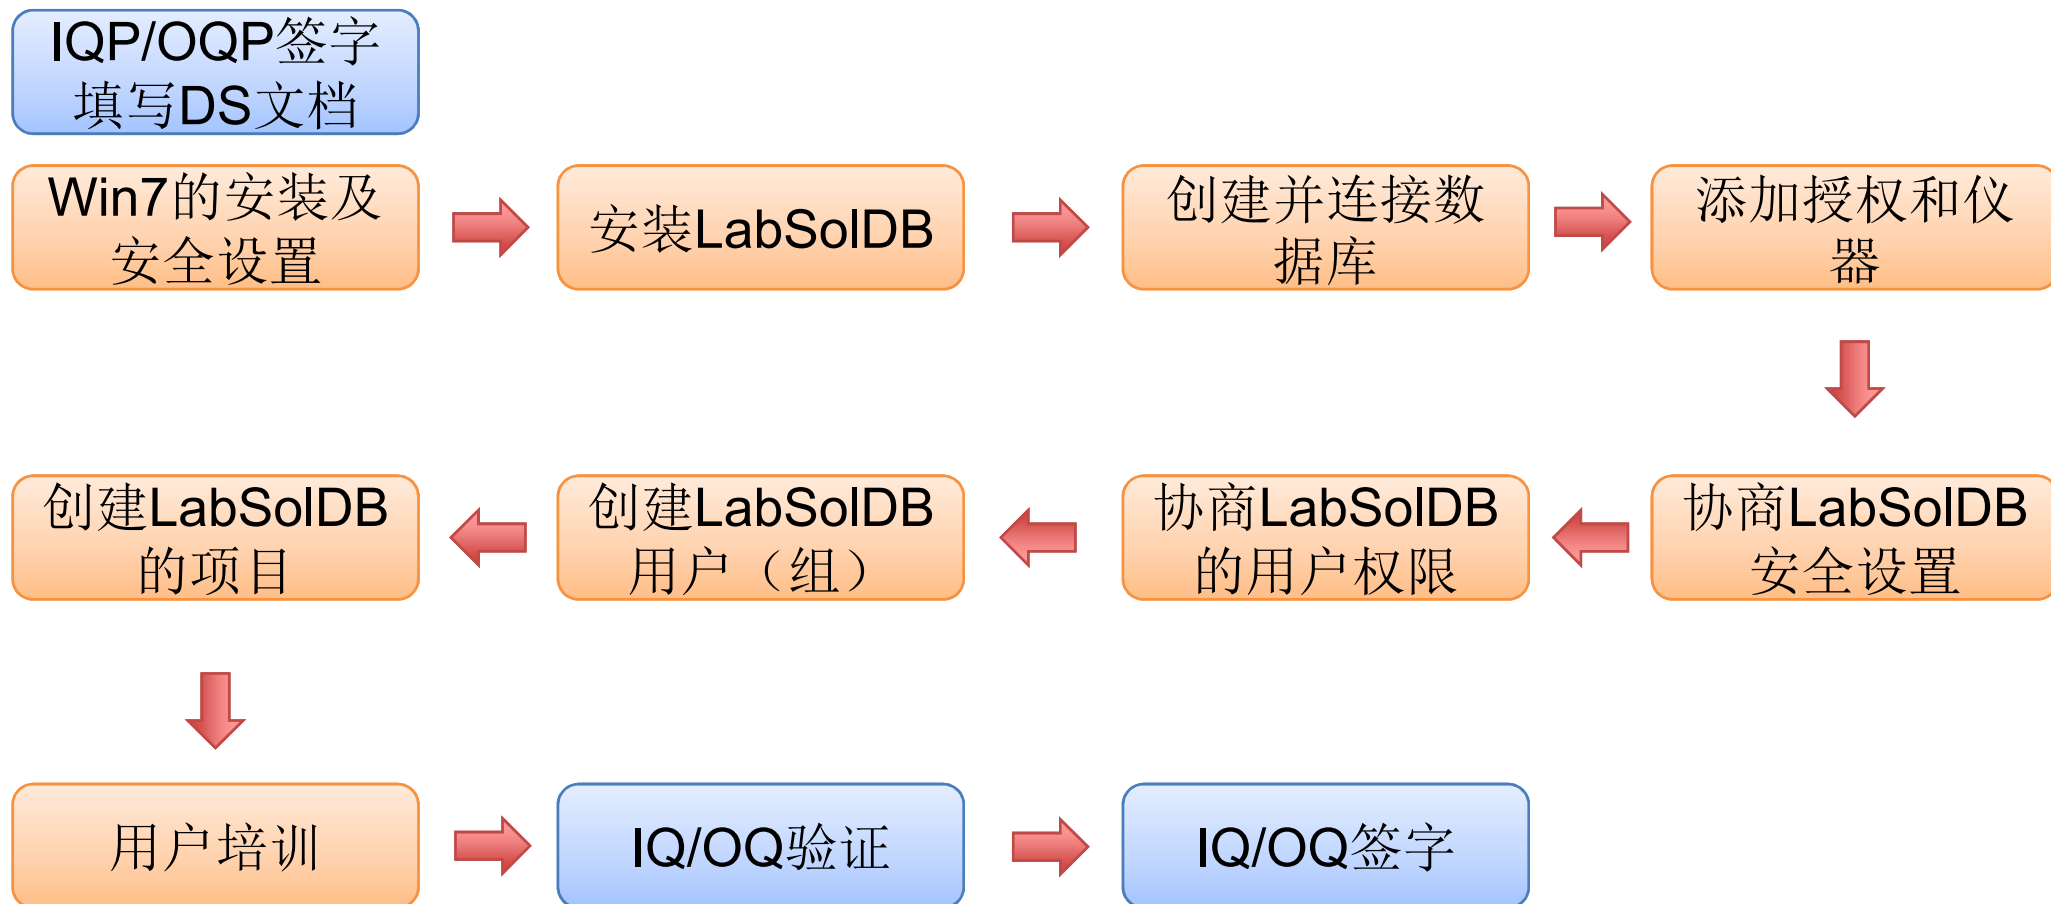 IQP/OQP签字
填写DS文档
Win7的安装及
安全设置
安装LabSolDB
创建并连接数
据库
添加授权和仪
器
协商LabSolDB
安全设置
协商LabSolDB
的用户权限
创建LabSolDB
用户（组）
创建LabSolDB
的项目
用户培训
IQ/OQ验证
IQ/OQ签字